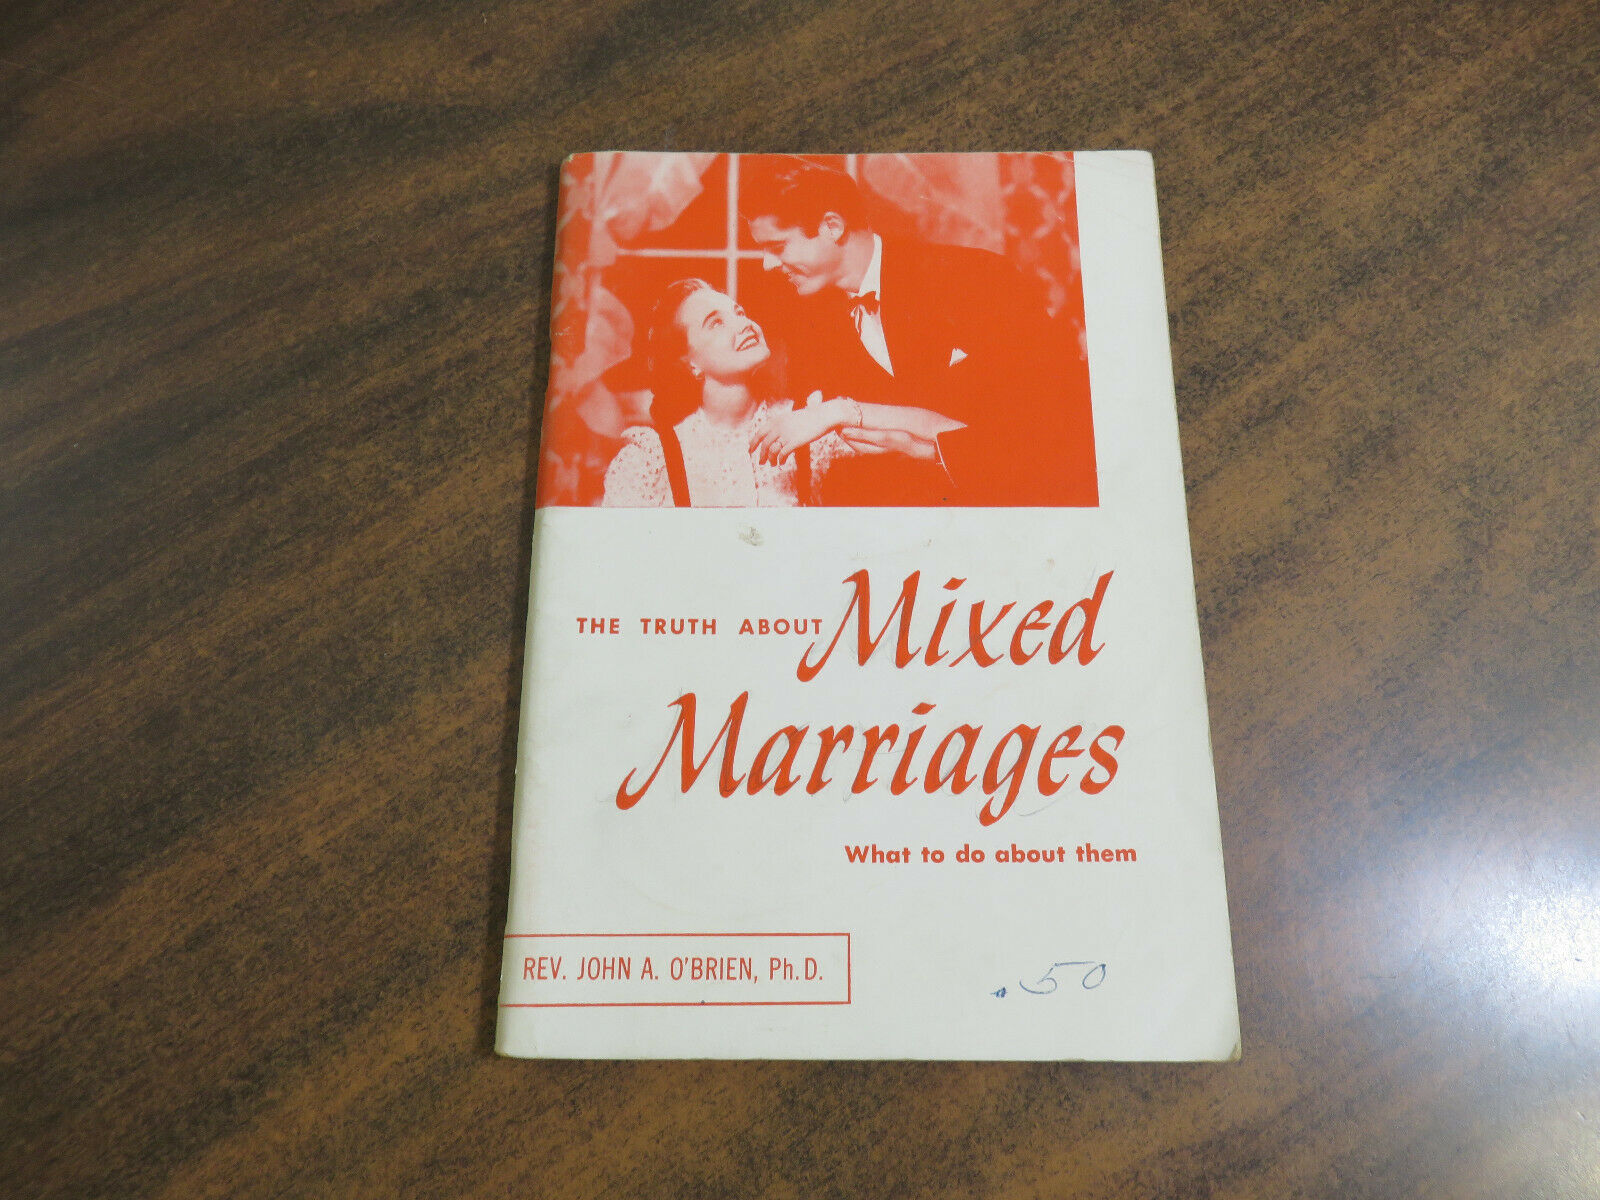 THE TRUTH ABOUT Mixed
Marriages
What to do about them
REV. JOHN A. O'BRIEN, Ph.D.
.50